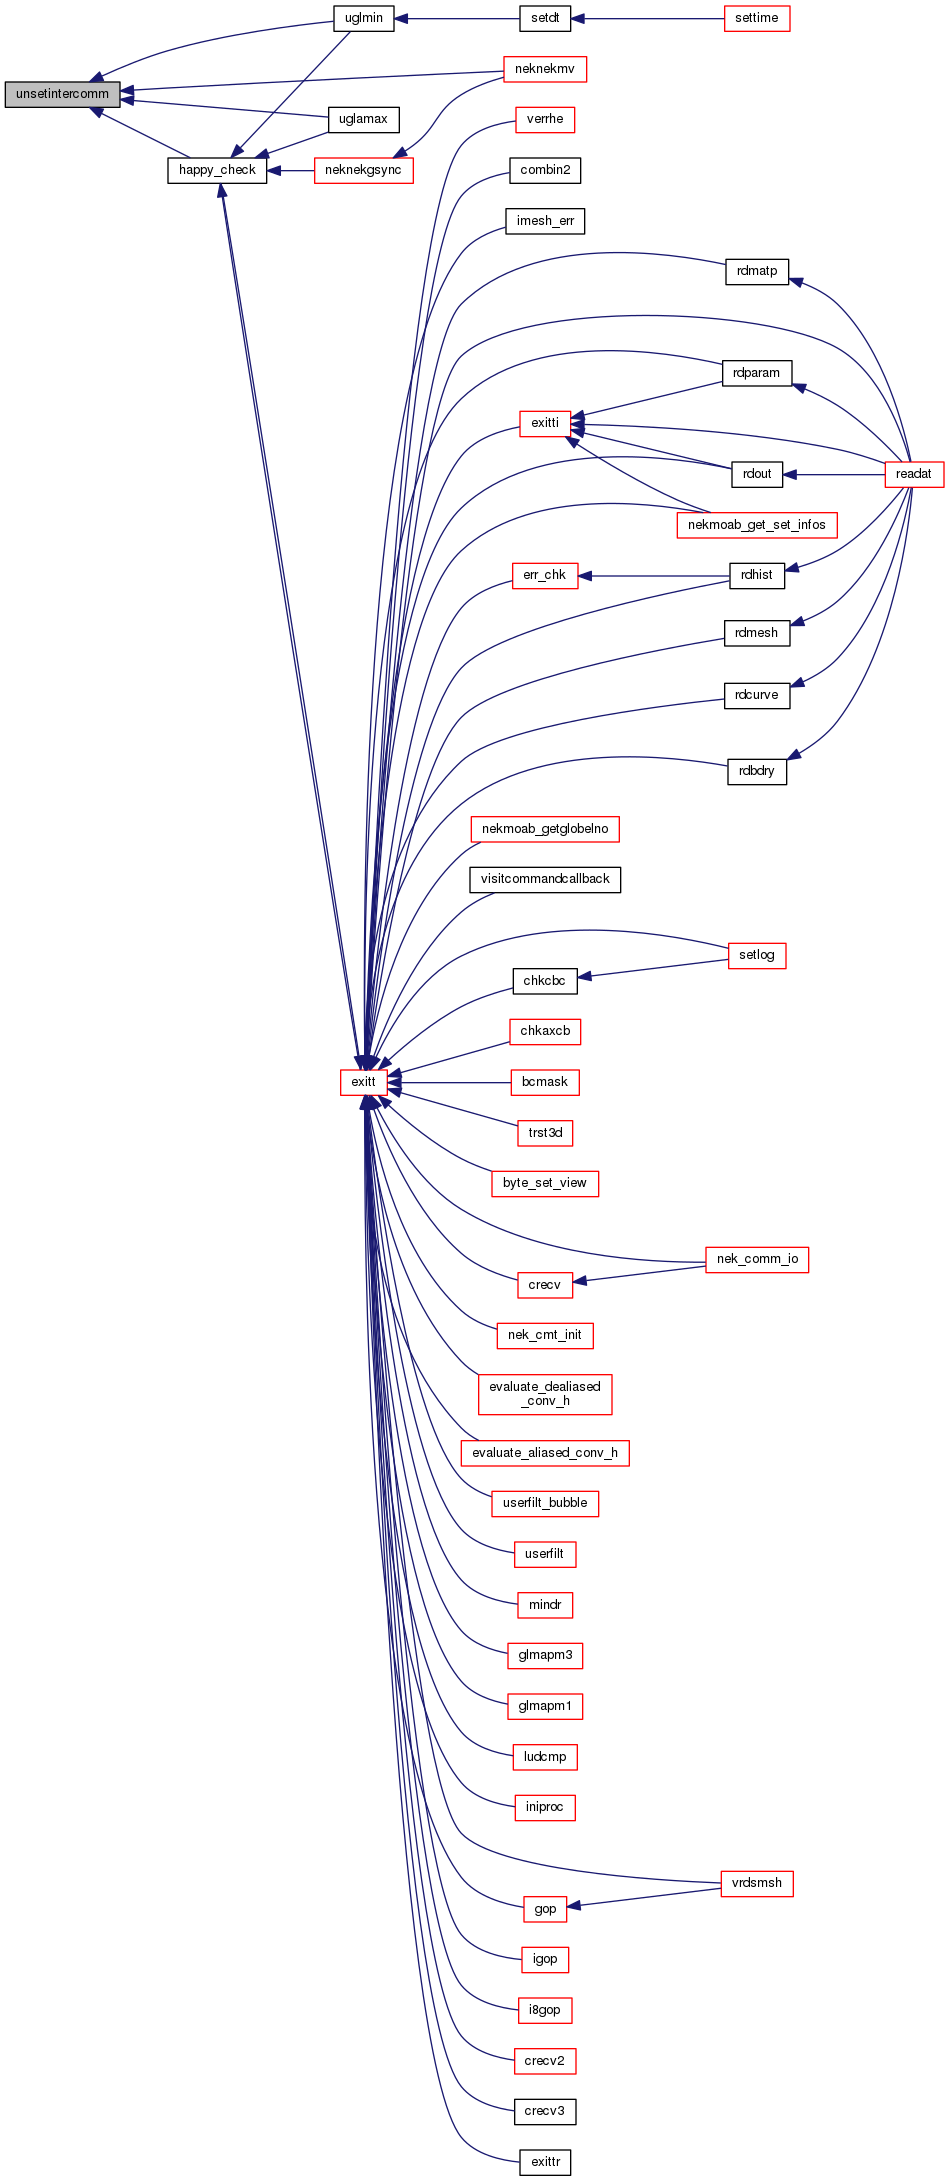 uglmin
setdt
settime
neknekmv
unsetintercomm
uglamax
verrhe
happy_check
neknekgsync
combin2
imesh_err
rdmatp
rdparam
exitti
rdout
readat
nekmoab_get_set_infos
err_chk
rdhist
rdmesh
rdcurve
rdbdry
nekmoab_getglobelno
visitcommandcallback
setlog
chkcbc
chkaxcb
exitt
bcmask
trst3d
byte_set_view
nek_comm_io
crecv
nek_cmt_init
evaluate_dealiased
_conv_h
evaluate_aliased_conv_h
userfilt_bubble
userfilt
mindr
glmapm3
glmapm1
ludcmp
iniproc
vrdsmsh
gop
igop
i8gop
crecv2
crecv3
exittr